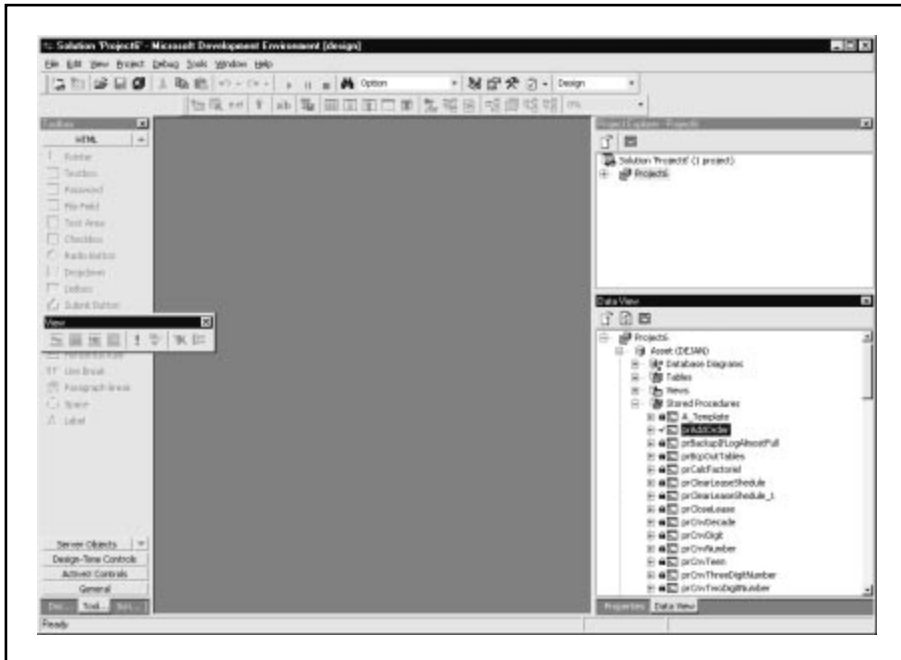 Solution 'Project6' - Microsoft Development Environment [design]
File Edit View Project Debug Tools Window Help
Option
Design
Toolbox
HTML
Pointer
Textbox
Password
File Field
Text Area
Checkbox
Radio Button
Dropdown
Listbox
Submit Button
View
Horizontal Rule
Line Break
Paragraph Break
Space
Label
Server Objects
Design-Time Controls
ActiveX Controls
General
Tool...
Ready
Project Explorer - Project6
Solution 'Project6' (1 project)
Project6
Data View
Project6
Asset (DEJAN)
Database Diagrams
Tables
Views
Stored Procedures
A_Template
prAddOrder
prBackupIfLogAlmostFull
prBcpOutTables
prCalcFactoriel
prClearLeaseShedule
prClearLeaseShedule_1
prCloseLease
prCnvDecade
prCnvDigit
prCnvNumber
prCnvTeen
prCnvThreeDigitNumber
prCnvTwoDigitNumber
Properties Data View